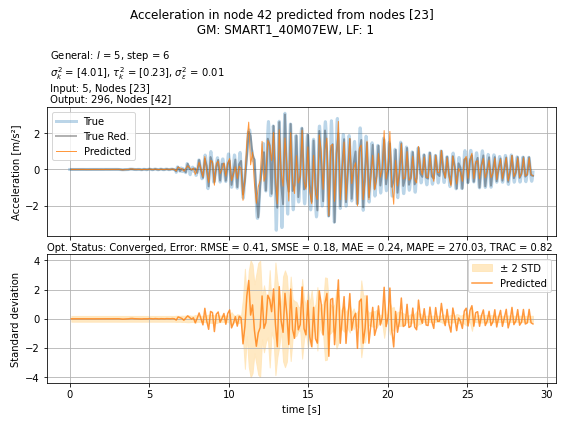 Acceleration in node 42 predicted from nodes [23]
GM: SMART1_40M07EW, LF: 1
General: l = 5, step = 6
σ²ₖ = [4.01], τ²ₖ = [0.23], σ²ε = 0.01
Input: 5, Nodes [23]
Output: 296, Nodes [42]
Acceleration [m/s²]
2
0
−2
True
True Red.
Predicted
Opt. Status: Converged, Error: RMSE = 0.41, SMSE = 0.18, MAE = 0.24, MAPE = 270.03, TRAC = 0.82
Standard deviation
4
2
0
−2
−4
± 2 STD
Predicted
0 5 10 15 20 25 30
time [s]